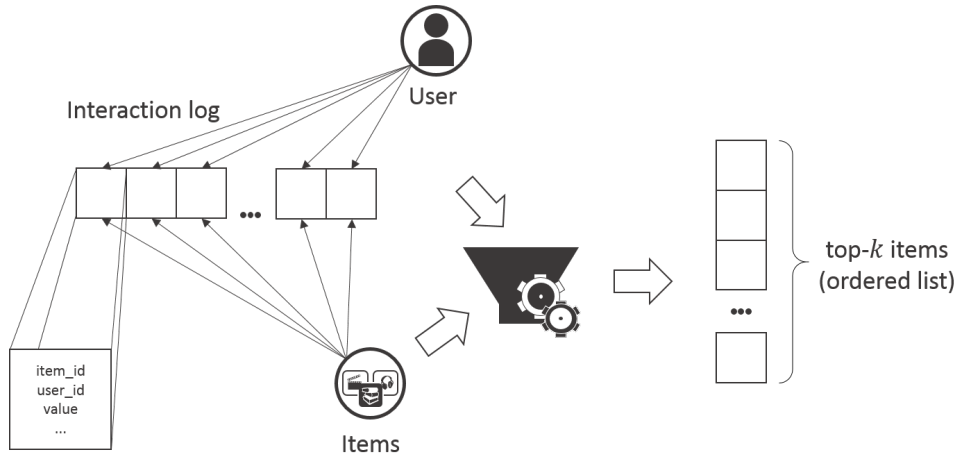 User
Interaction log
...
top-k items
(ordered list)
...
item_id
user_id
value
...
Items